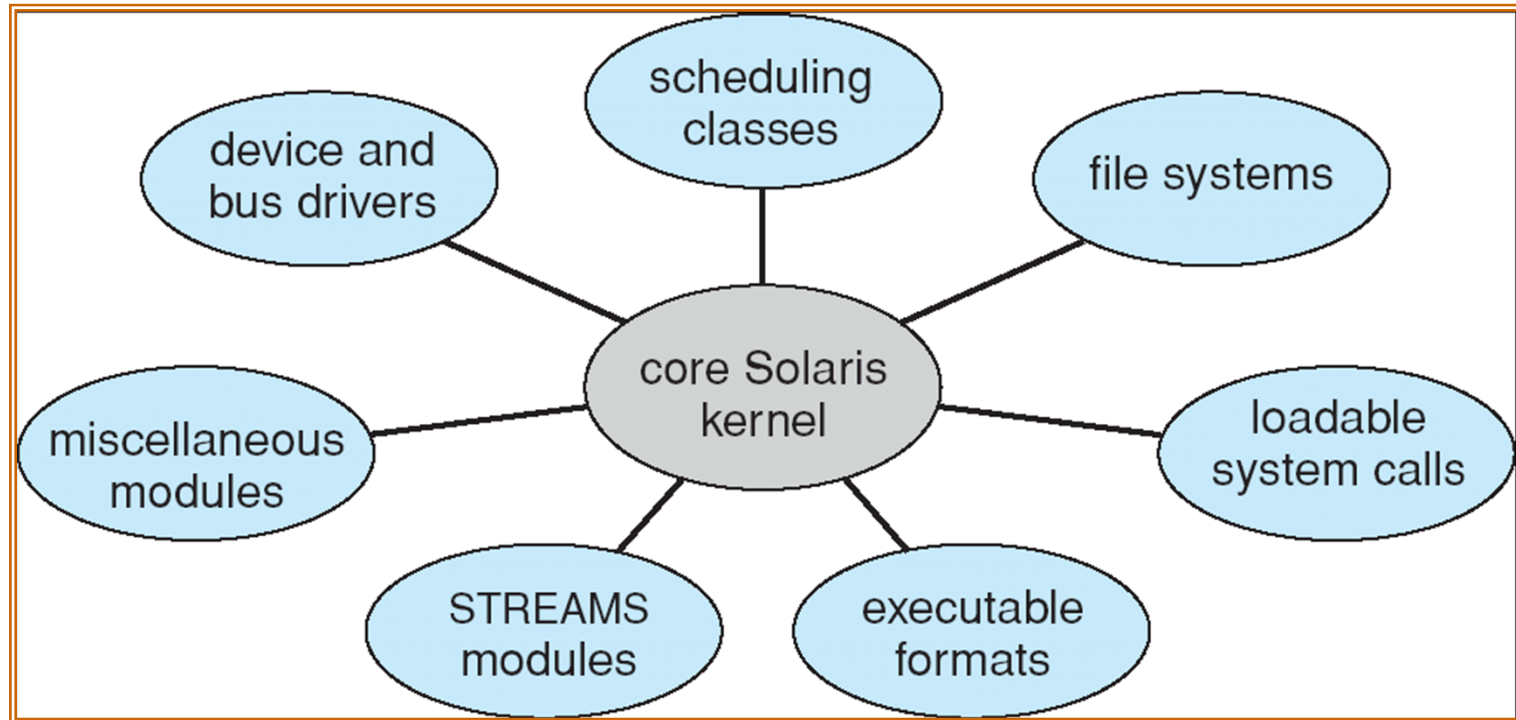 scheduling
classes
device and
bus drivers
file systems
core Solaris
kernel
miscellaneous
modules
loadable
system calls
STREAMS
modules
executable
formats